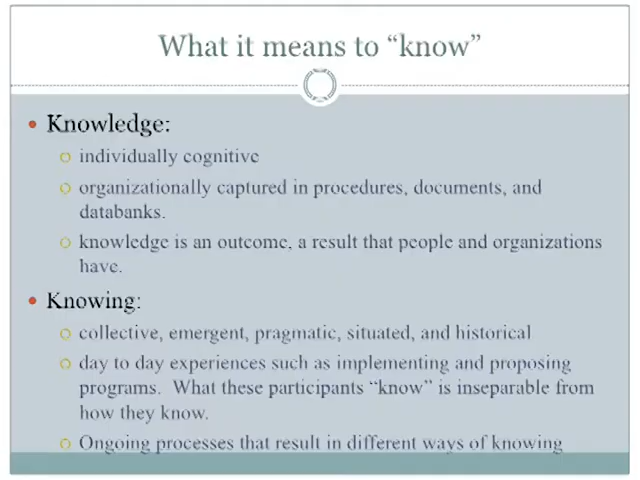 What it means to “know”
Knowledge:
individually cognitive
organizationally captured in procedures, documents, and
databanks.
knowledge is an outcome, a result that people and organizations
have.
Knowing:
collective, emergent, pragmatic, situated, and historical
day to day experiences such as implementing and proposing
programs. What these participants “know” is inseparable from
how they know.
Ongoing processes that result in different ways of knowing